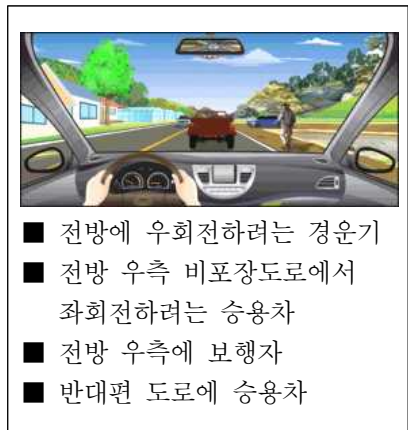 ■ 전방에 우회전하려는 경운기
■ 전방 우측 비포장도로에서
좌회전하려는 승용차
■ 전방 우측에 보행자
■ 반대편 도로에 승용차